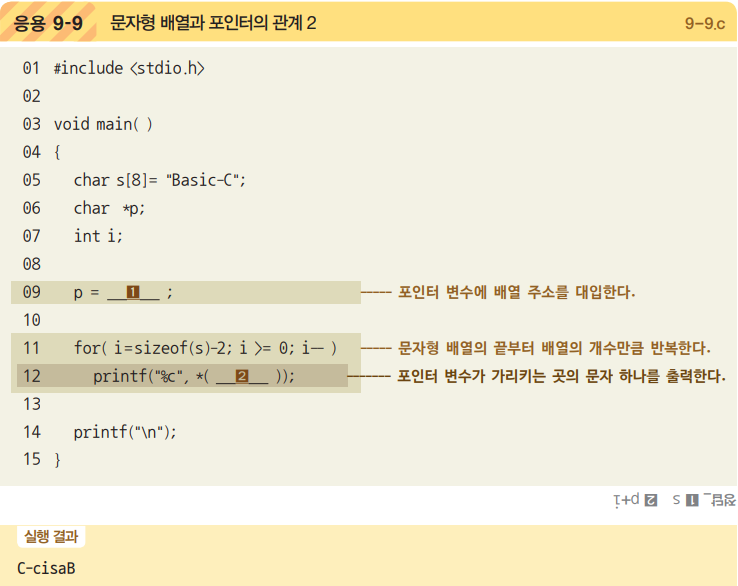 응용 9-9 문자형 배열과 포인터의 관계 2 9-9.c
01 #include <stdio.h>
02
03 void main( )
04 {
05 char s[8]= "Basic-C";
06 char *p;
07 int i;
08
09 p = __1__ ; ----- 포인터 변수에 배열 주소를 대입한다.
10
11 for( i=sizeof(s)-2; i >= 0; i-- ) ----- 문자형 배열의 끝부터 배열의 개수만큼 반복한다.
12 printf("%c", *( __2__ )); ------- 포인터 변수가 가리키는 곳의 문자 하나를 출력한다.
13
14 printf("\n");
15 }
정답_ 1 s 2 p+i
실행 결과
C-cisaB